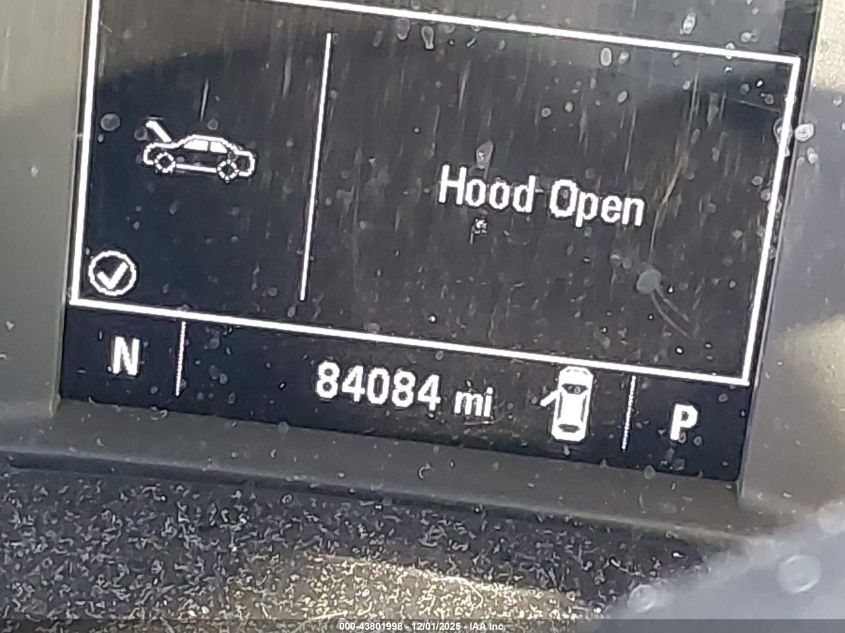 Hood Open
N
84084 mi
P
000-43801998 - 12/01/2025 - IAA Inc.